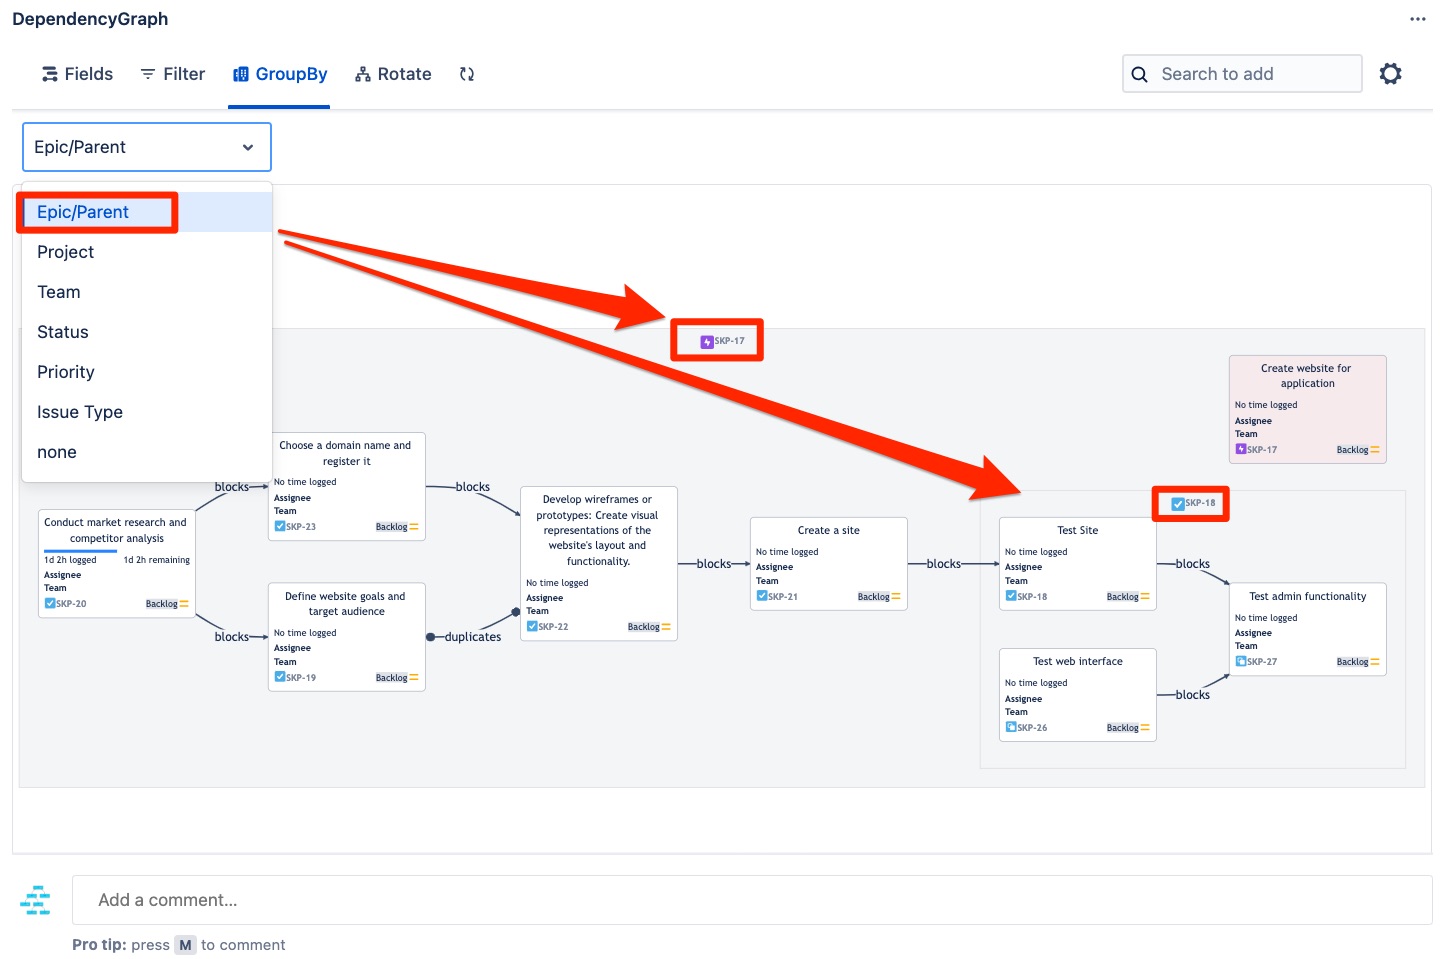 DependencyGraph
Fields
Filter
GroupBy
Rotate
Search to add
Epic/Parent
Epic/Parent
Project
Team
Status
Priority
Issue Type
none
SKP-17
Create website for
application
No time logged
Assignee
Team
SKP-17
Backlog
Choose a domain name and
register it
No time logged
Assignee
Team
SKP-23
Backlog
blocks
blocks
Conduct market research and
competitor analysis
1d 2h logged
1d 2h remaining
Assignee
Team
SKP-20
Backlog
blocks
Define website goals and
target audience
No time logged
Assignee
Team
SKP-19
Backlog
duplicates
Develop wireframes or
prototypes: Create visual
representations of the
website's layout and
functionality.
No time logged
Assignee
Team
SKP-22
Backlog
blocks
Create a site
No time logged
Assignee
Team
SKP-21
Backlog
blocks
SKP-18
Test Site
No time logged
Assignee
Team
SKP-18
Backlog
blocks
Test web interface
No time logged
Assignee
Team
SKP-26
Backlog
blocks
Test admin functionality
No time logged
Assignee
Team
SKP-27
Backlog
Add a comment...
Pro tip: press M to comment